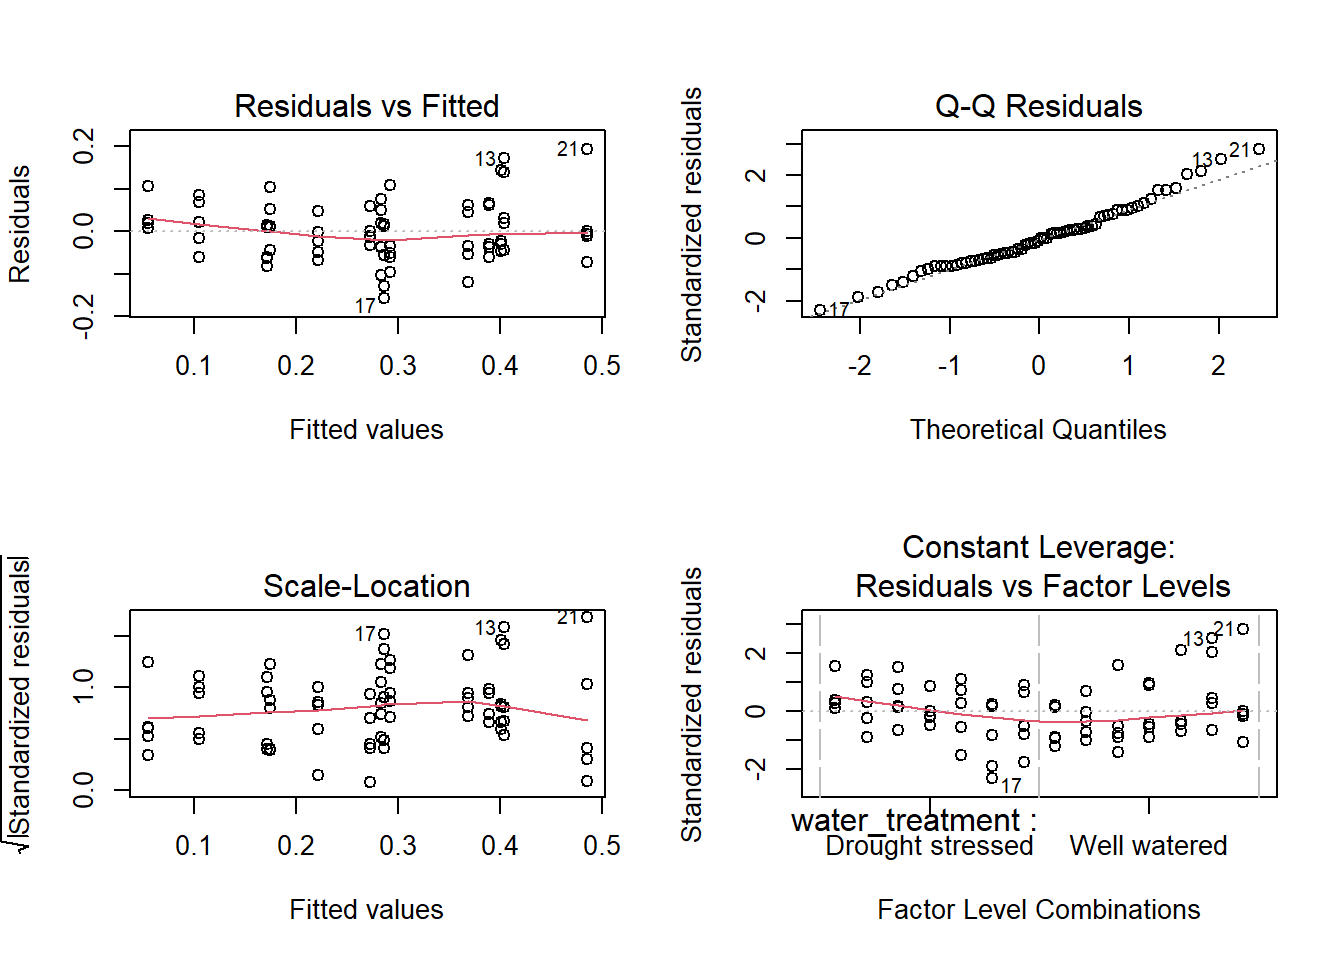 Residuals vs Fitted
Residuals
0.2
0.0
-0.2
13
21
17
0.1 0.2 0.3 0.4 0.5
Fitted values
Q-Q Residuals
Standardized residuals
2
0
-2
13
21
17
-2 -1 0 1 2
Theoretical Quantiles
Scale-Location
√|Standardized residuals|
1.0
0.0
17
13
21
0.1 0.2 0.3 0.4 0.5
Fitted values
Constant Leverage:
Residuals vs Factor Levels
Standardized residuals
2
0
-2
13
21
17
water_treatment :
Drought stressed Well watered
Factor Level Combinations